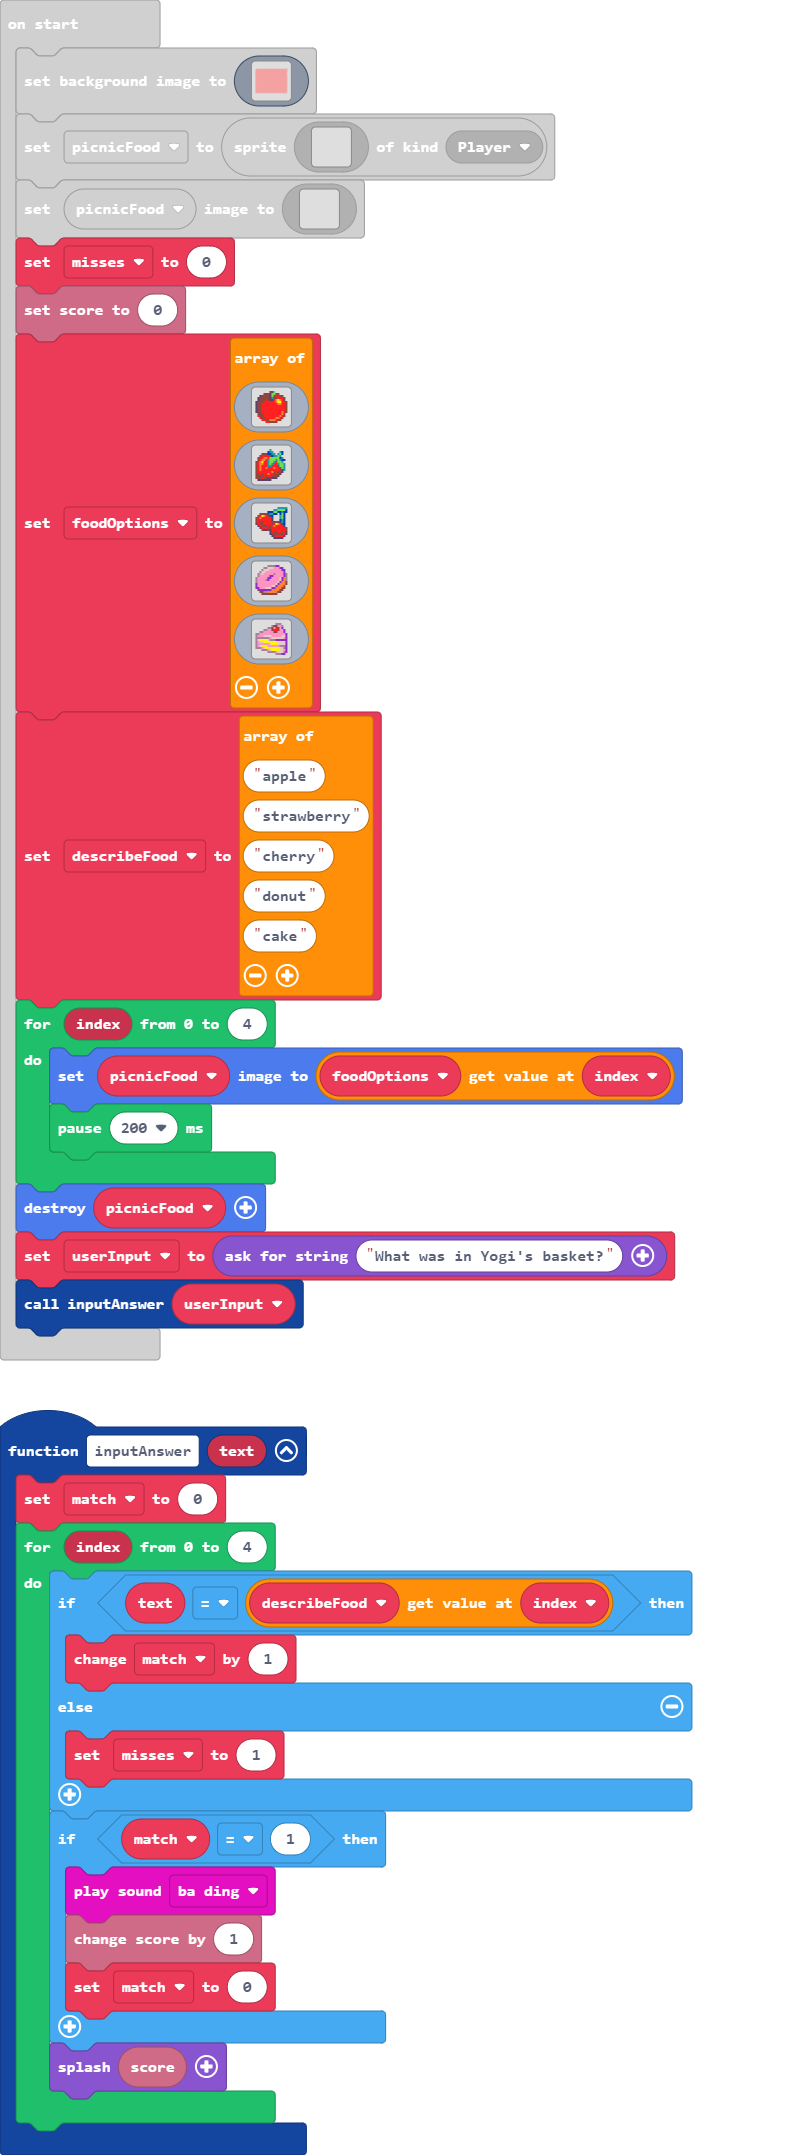 on start
set background image to
set picnicFood to sprite of kind Player
set picnicFood image to
set misses to 0
set score to 0
array of
set foodOptions to
array of
"apple"
"strawberry"
set describeFood to "cherry"
"donut"
"cake"
for index from 0 to 4
do
set picnicFood image to foodOptions get value at index
pause 200 ms
destroy picnicFood
set userInput to ask for string "What was in Yogi's basket?"
call inputAnswer userInput
function inputAnswer text
set match to 0
for index from 0 to 4
do
if text = describeFood get value at index then
change match by 1
else
set misses to 1
if match = 1 then
play sound ba ding
change score by 1
set match to 0
splash score